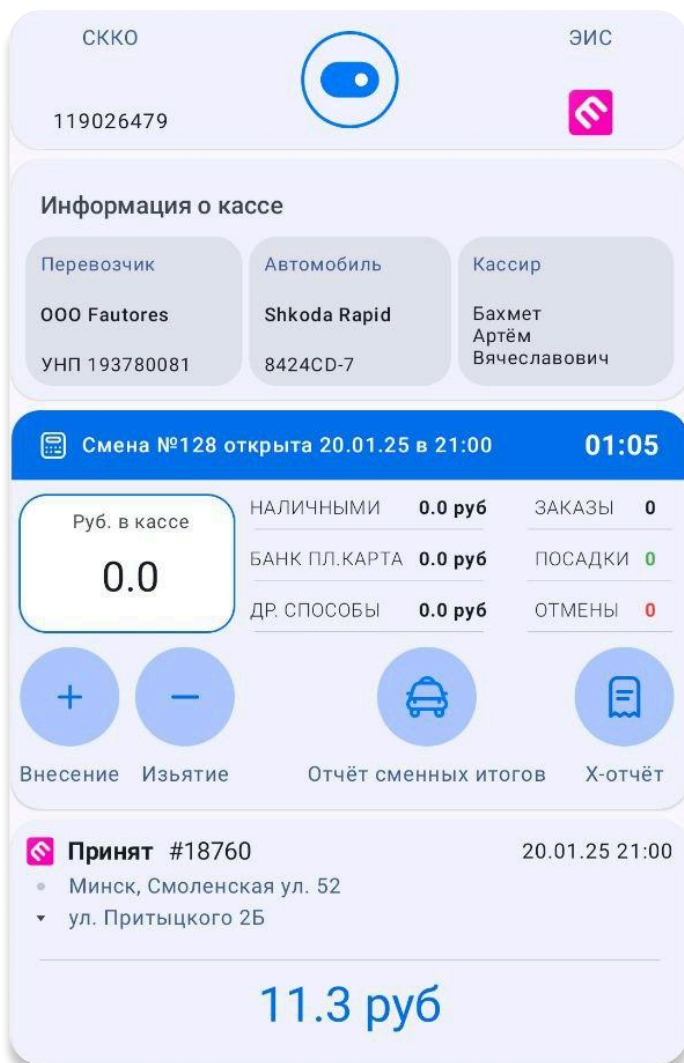 СККО
ЭИС
119026479
Информация о кассе
Перевозчик
ООО Fautores
УНП 193780081
Автомобиль
Shkoda Rapid
8424CD-7
Кассир
Бахмет
Артём
Вячеславович
Смена №128 открыта 20.01.25 в 21:00
01:05
Руб. в кассе
0.0
НАЛИЧНЫМИ 0.0 руб
БАНК ПЛ.КАРТА 0.0 руб
ДР. СПОСОБЫ 0.0 руб
ЗАКАЗЫ 0
ПОСАДКИ 0
ОТМЕНЫ 0
Внесение
Изьятие
Отчёт сменных итогов
Х-отчёт
Принят #18760
20.01.25 21:00
Минск, Смоленская ул. 52
ул. Притыцкого 2Б
11.3 руб